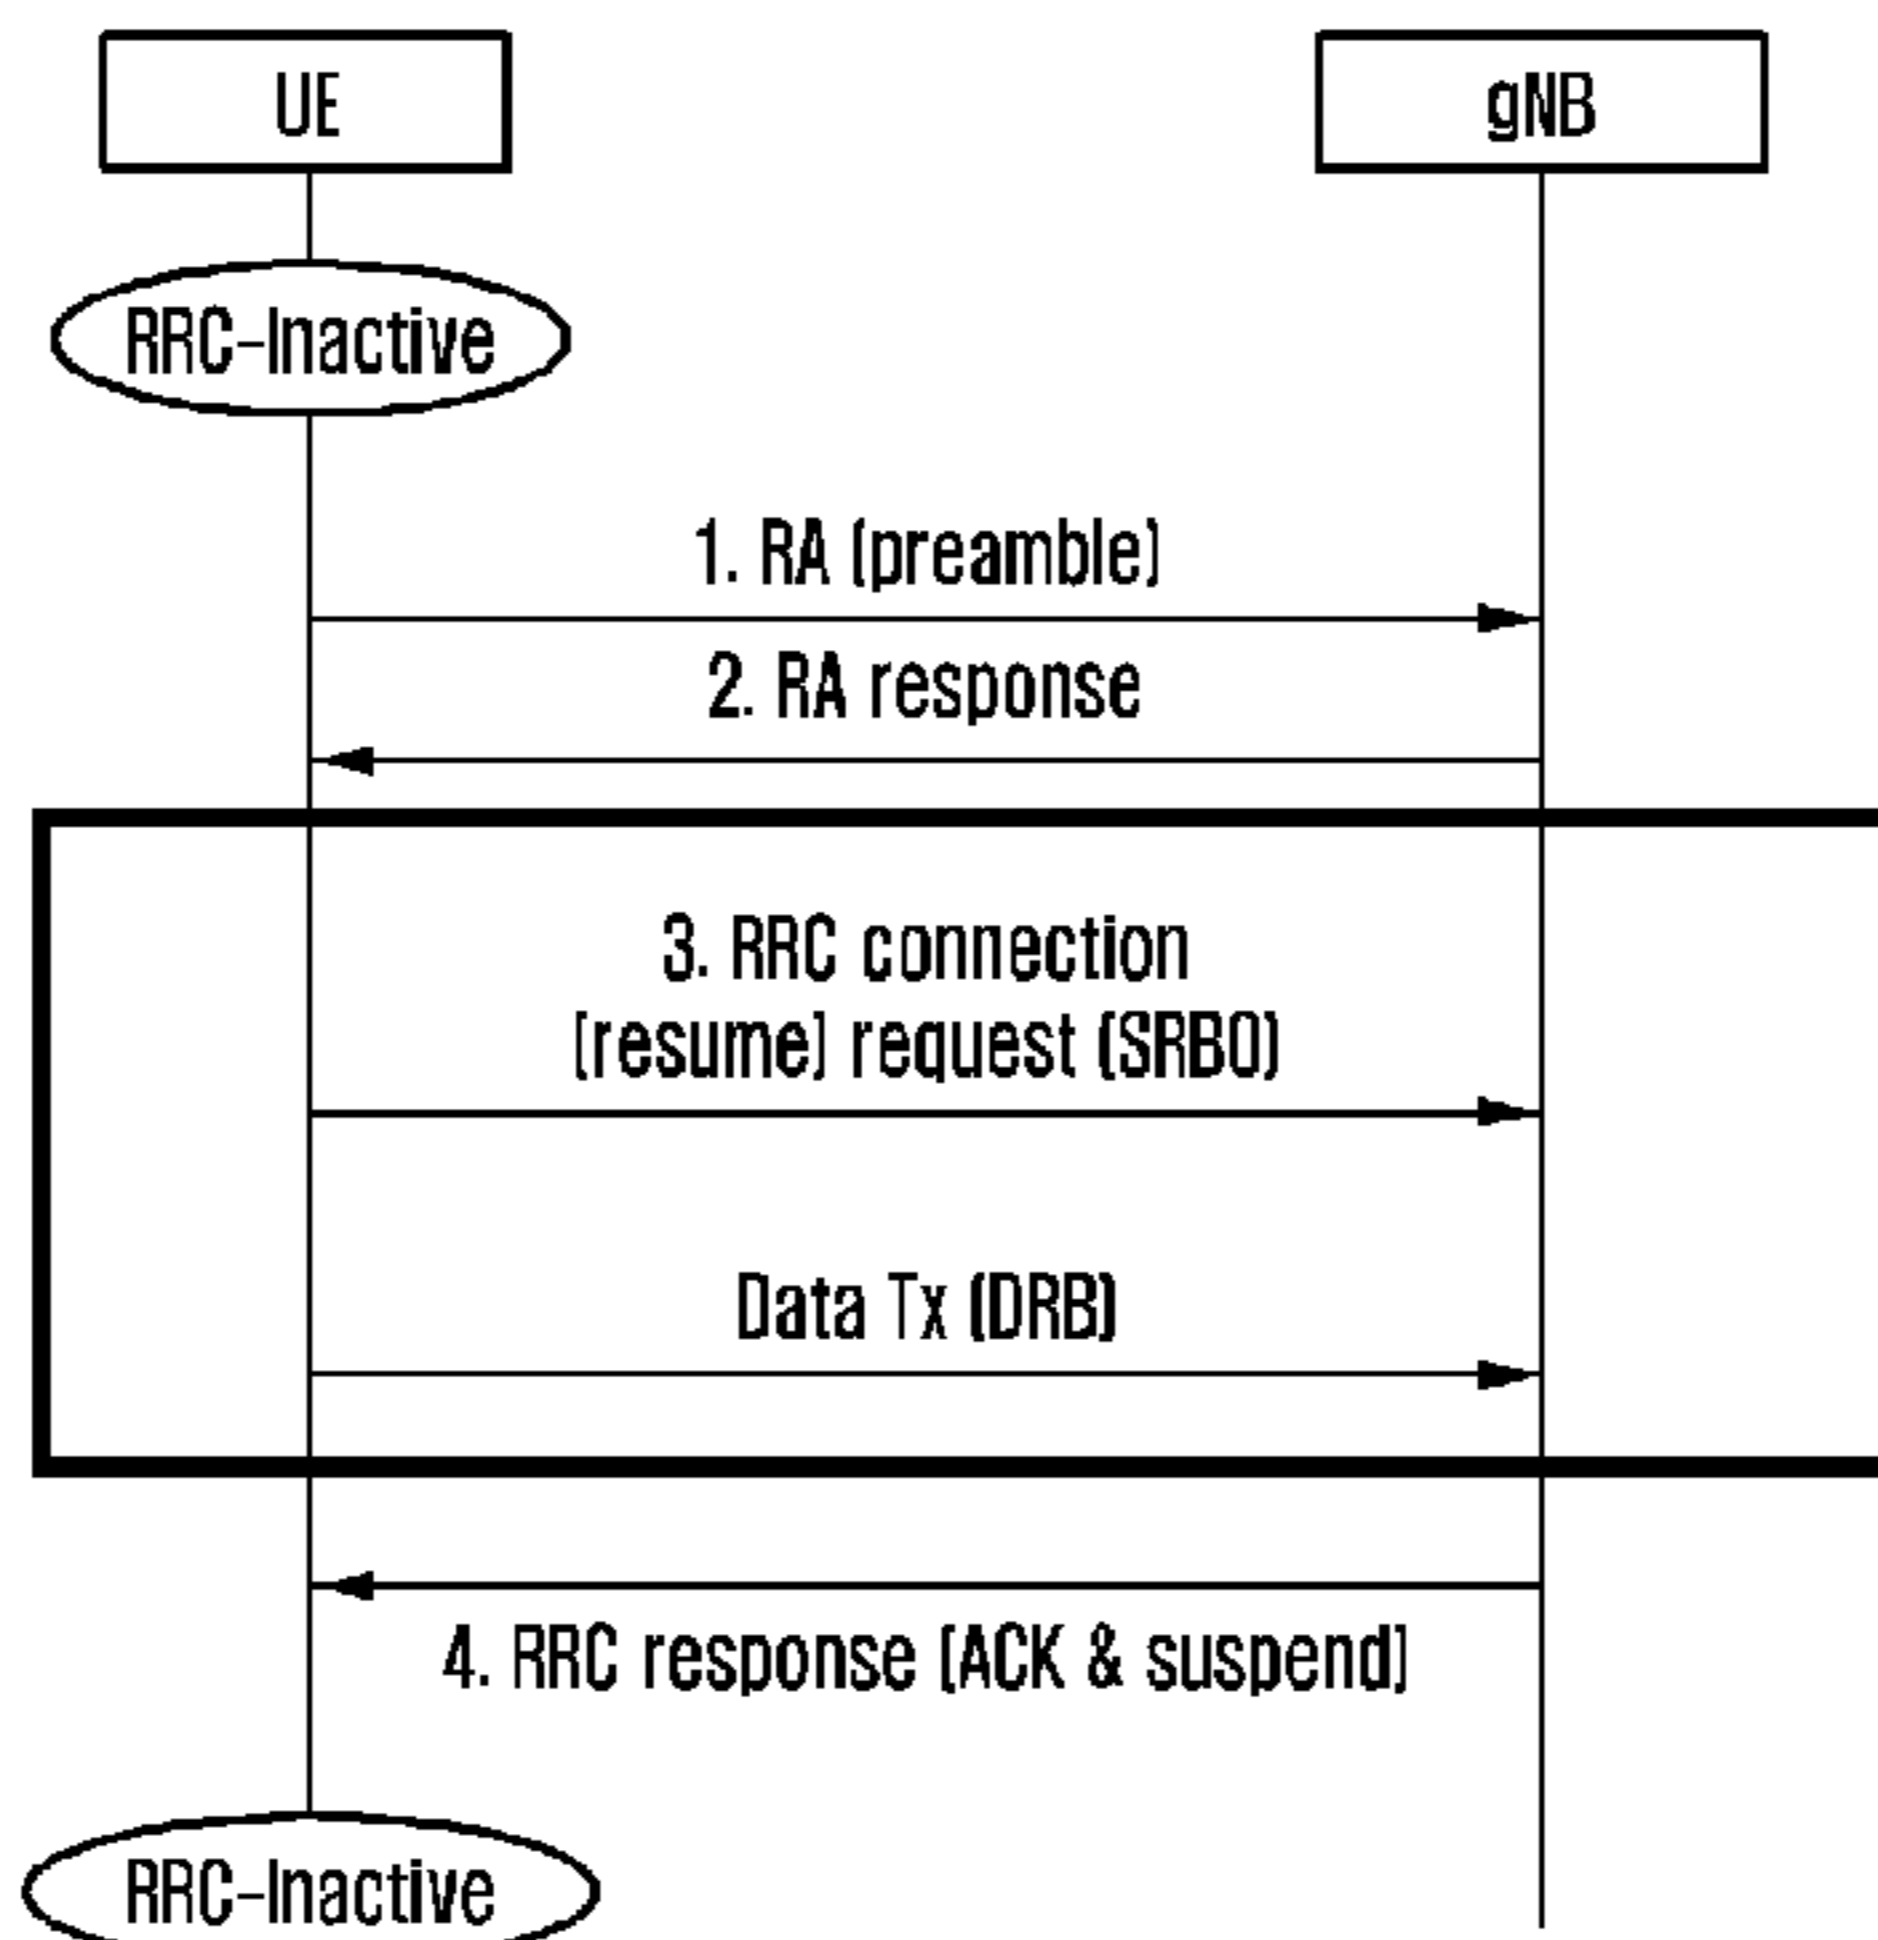 UE
gNB
RRC-Inactive
1. RA (preamble)
2. RA response
3. RRC connection
(resume) request (SRB0)
Data Tx (DRB)
4. RRC response (ACK & suspend)
RRC-Inactive